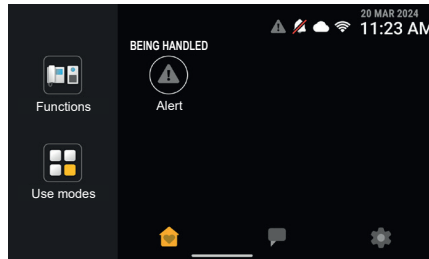 20 MAR 2024
11:23 AM
BEING HANDLED
Alert
Functions
Use modes